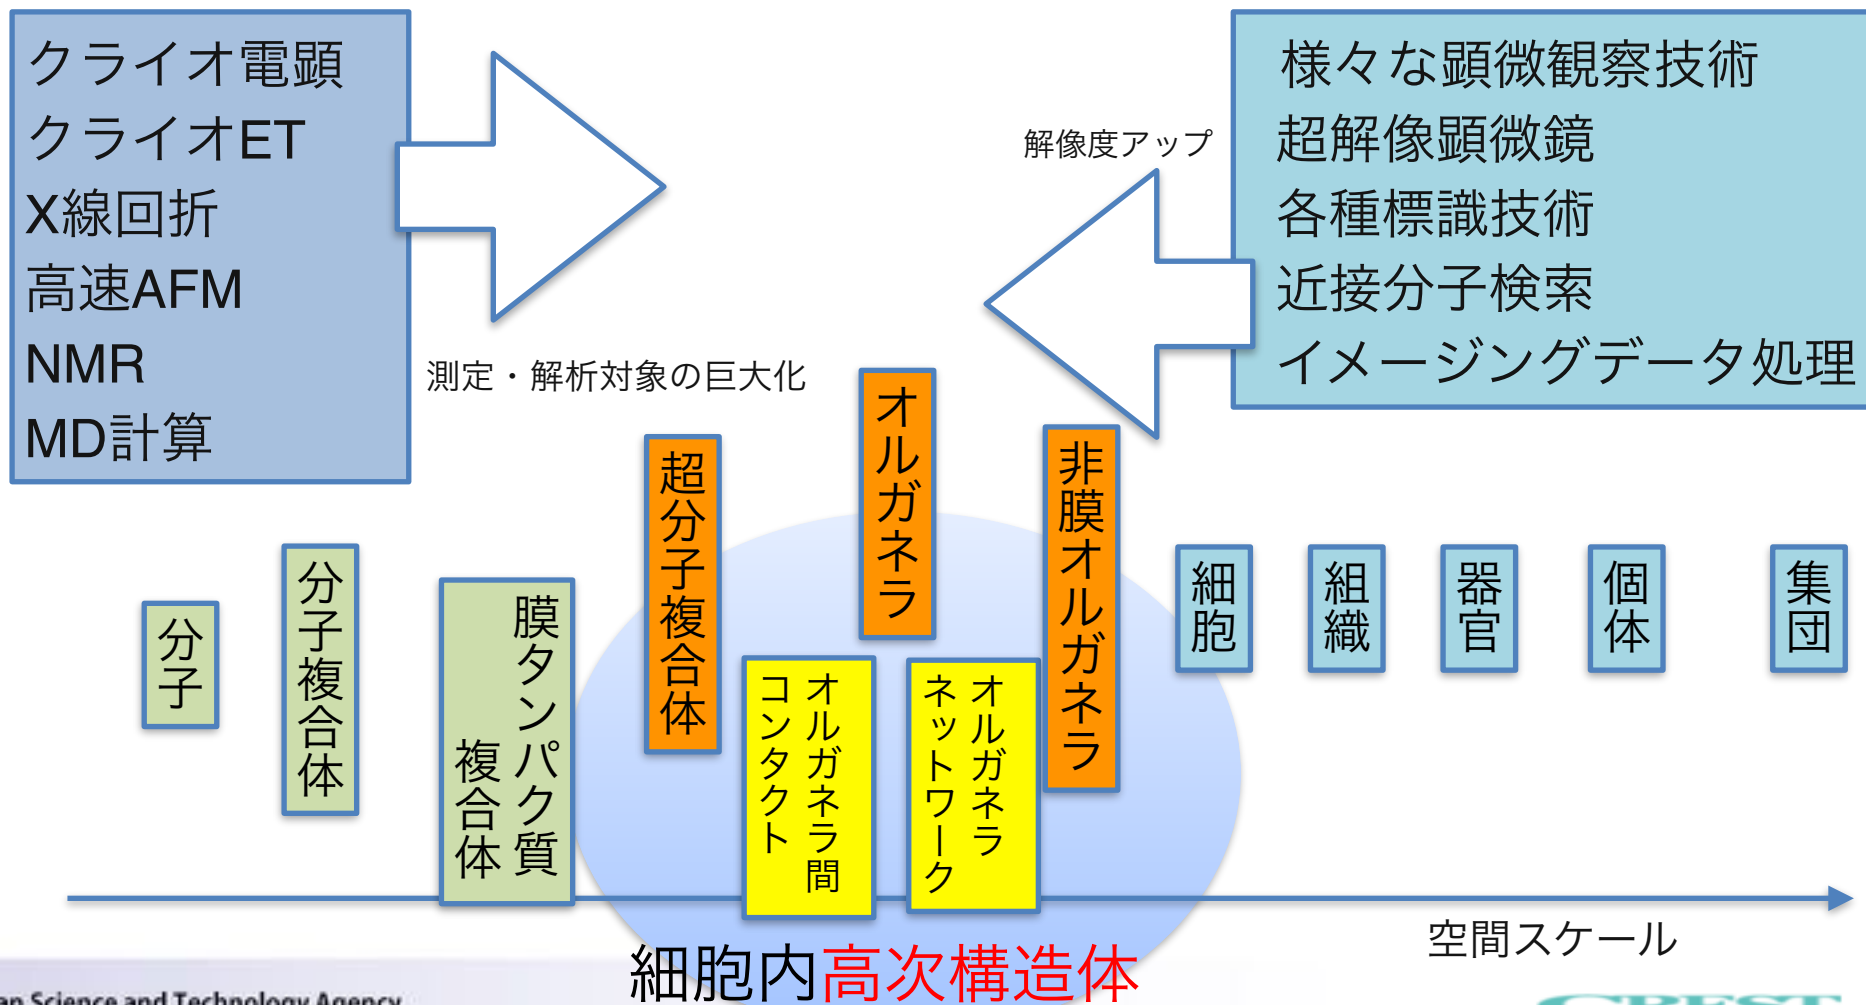 クライオ電顕
クライオET
X線回折
高速AFM
NMR
MD計算
測定・解析対象の巨大化
解像度アップ
様々な顕微観察技術
超解像顕微鏡
各種標識技術
近接分子検索
イメージングデータ処理
分子
分子複合体
膜タンパク質
複合体
超分子複合体
オルガネラ間
コンタクト
オルガネラ
オルガネラ
ネットワーク
非膜オルガネラ
細胞
組織
器官
個体
集団
空間スケール
細胞内高次構造体
Science and Technology Agency
CREST